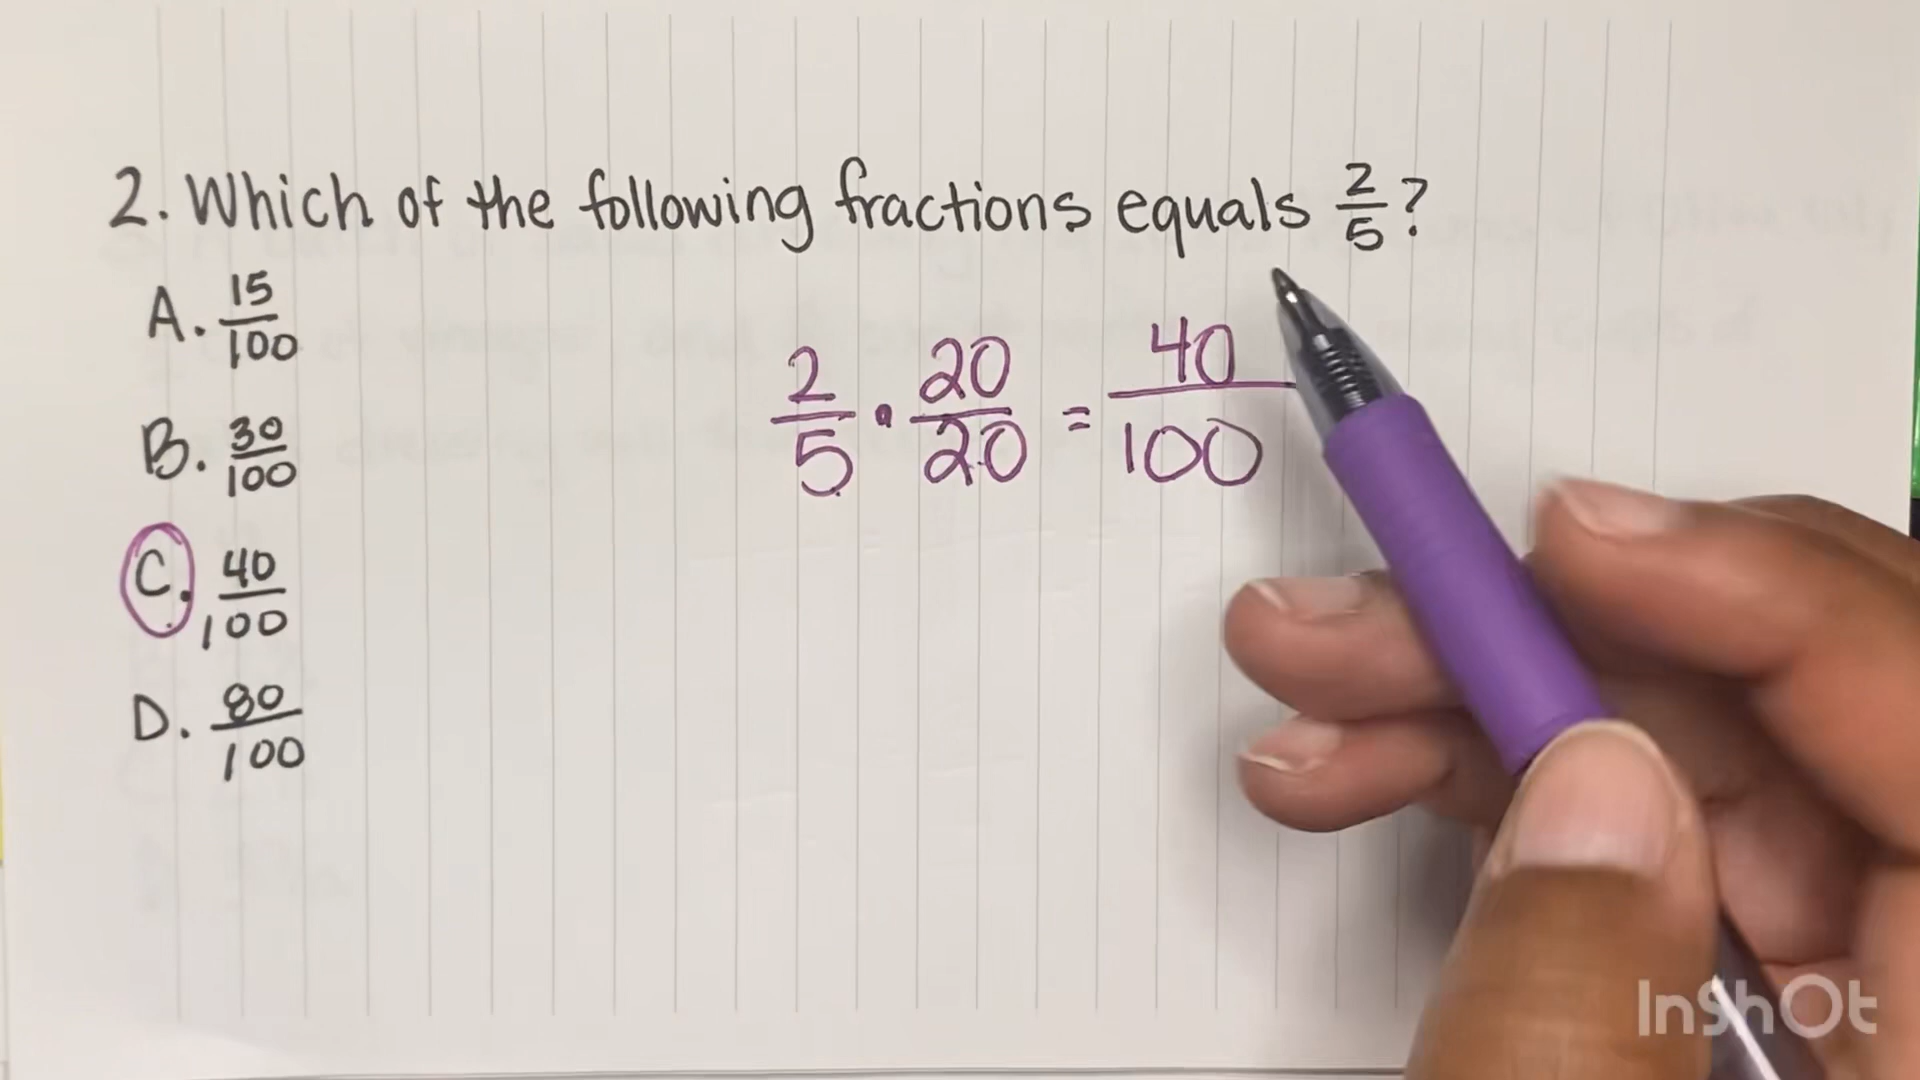 2. Which of the following fractions equals 2/5?
A. 15/100
B. 30/100
C. 40/100
D. 80/100
2/5 · 20/20 = 40/100
InShOt